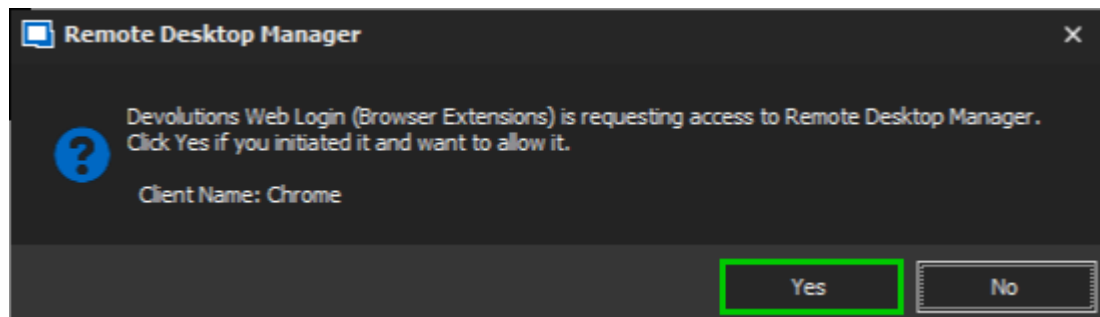 Remote Desktop Manager
Devolutions Web Login (Browser Extensions) is requesting access to Remote Desktop Manager.
Click Yes if you initiated it and want to allow it.
Client Name: Chrome
Yes
No